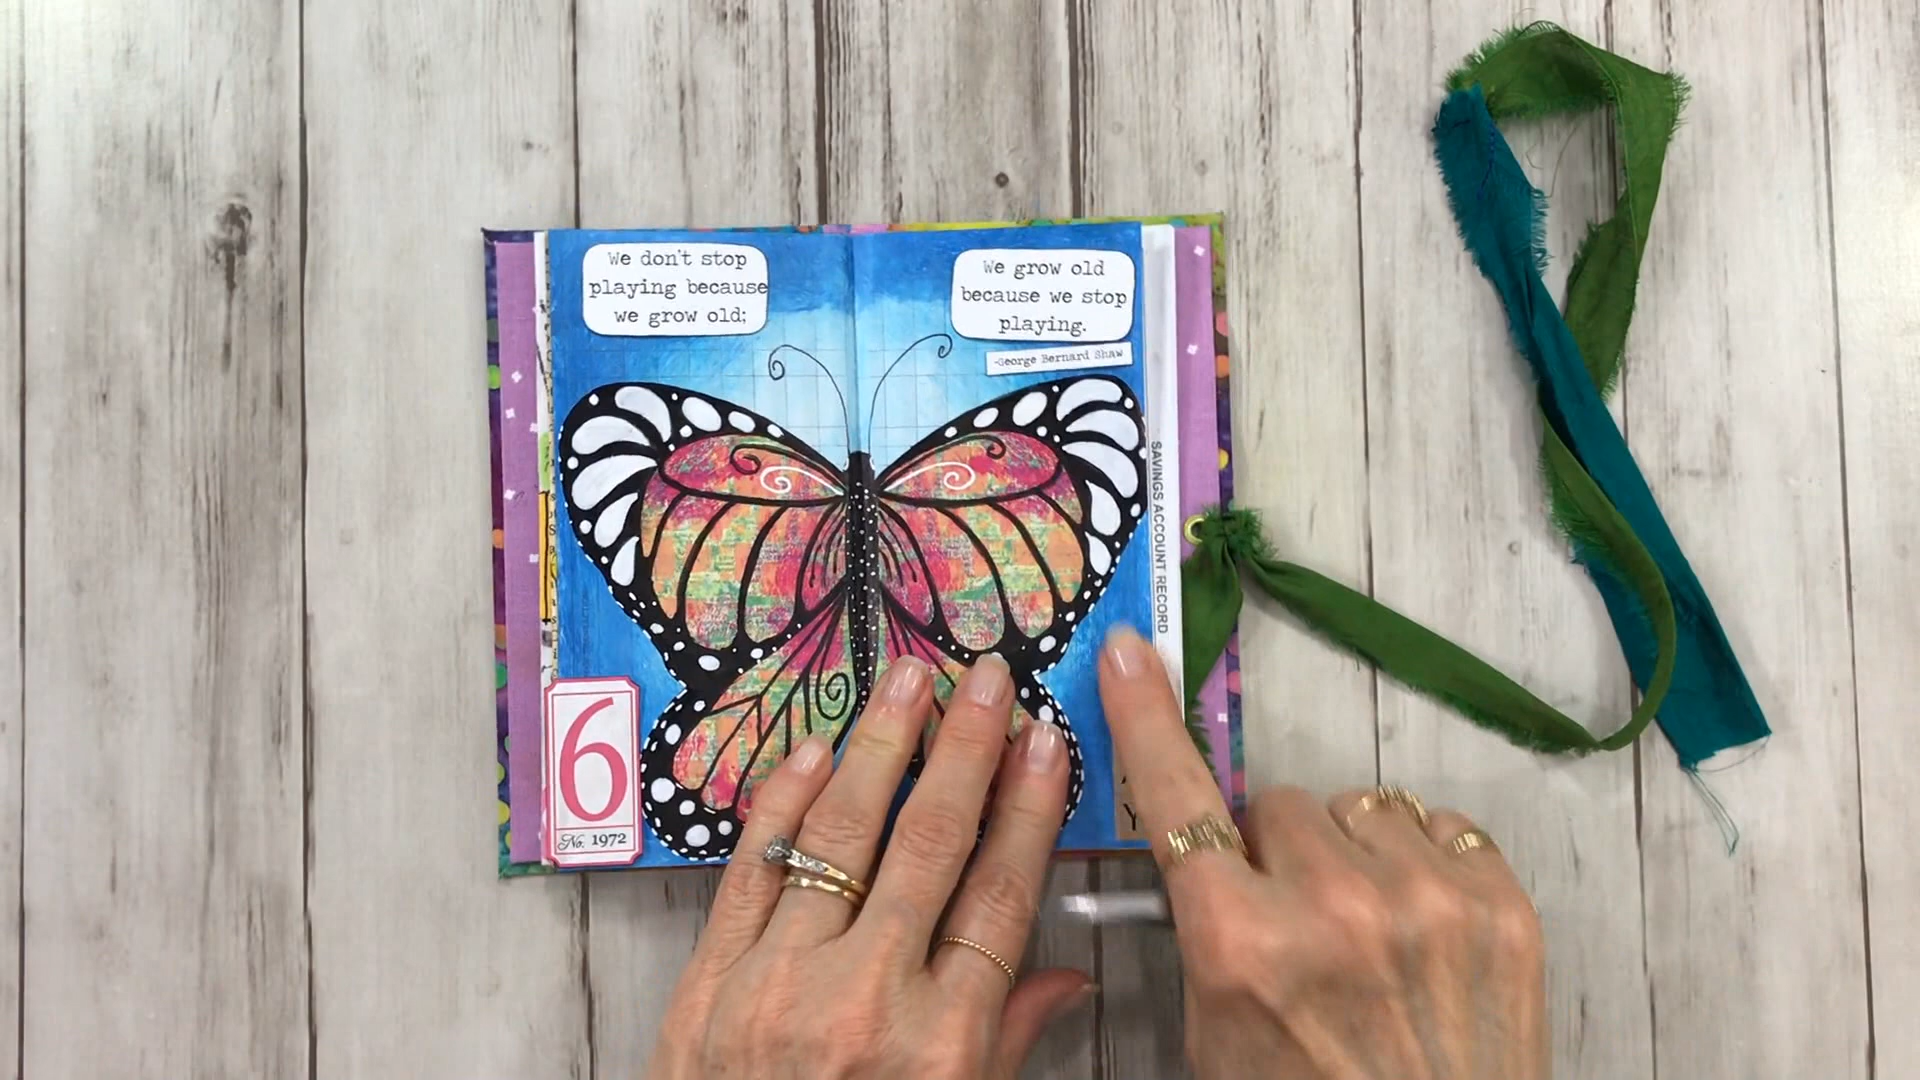 We don't stop
playing because
we grow old;
We grow old
because we stop
playing.
-George Bernard Shaw
SAVINGS ACCOUNT RECORD
6
No. 1972
Y